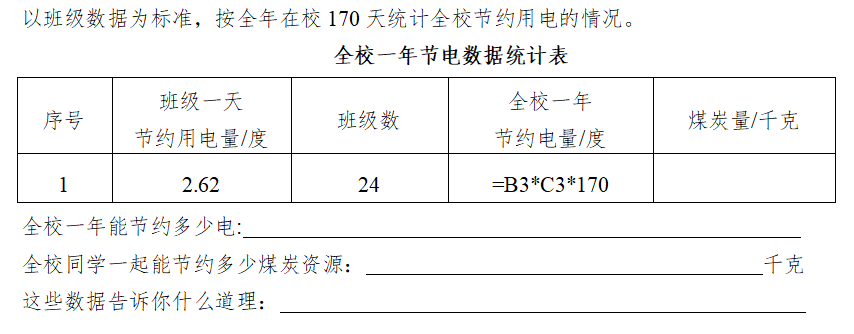 以班级数据为标准，按全年在校 170 天统计全校节约用电的情况。
全校一年节电数据统计表
序号 班级一天节约用电量/度 班级数 全校一年节约电量/度 煤炭量/千克
1 2.62 24 =B3*C3*170
全校一年能节约多少电:
全校同学一起能节约多少煤炭资源： 千克
这些数据告诉你什么道理：